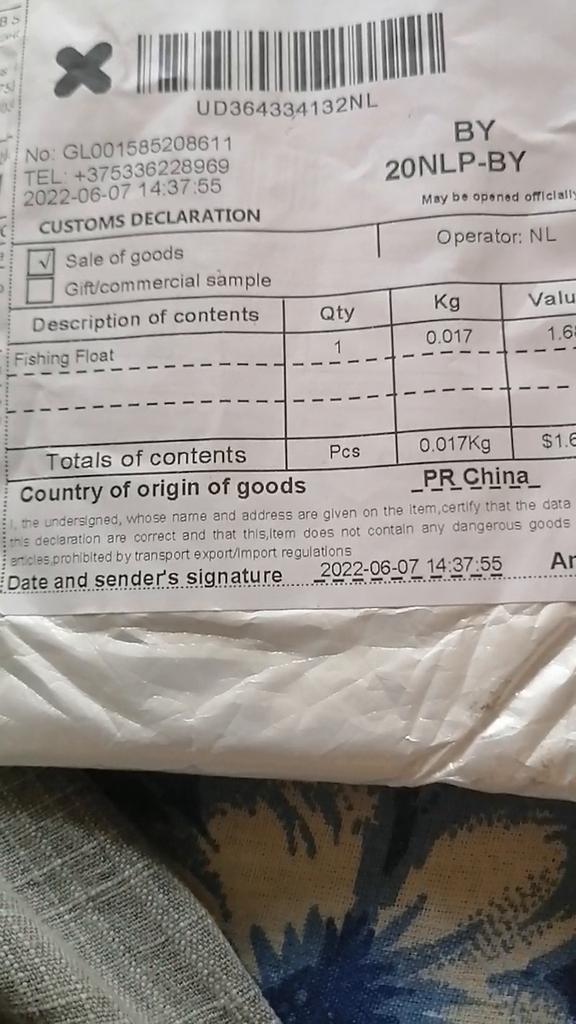 UD364334132NL
No: GL001585208611
TEL: +375336228969
2022-06-07 14:37:55
BY
20NLP-BY
May be opened officially
CUSTOMS DECLARATION
√ Sale of goods
Operator: NL
Gift/commercial sample
Description of contents Qty Kg Valu
Fishing Float 1 0.017 1.6
Totals of contents Pcs 0.017Kg $1.6
Country of origin of goods PR China
I, the undersigned, whose name and address are given on the item,certify that the data
this declaration are correct and that this,item does not contain any dangerous goods
articles,prohibited by transport export/import regulations
Date and sender's signature 2022-06-07 14:37:55